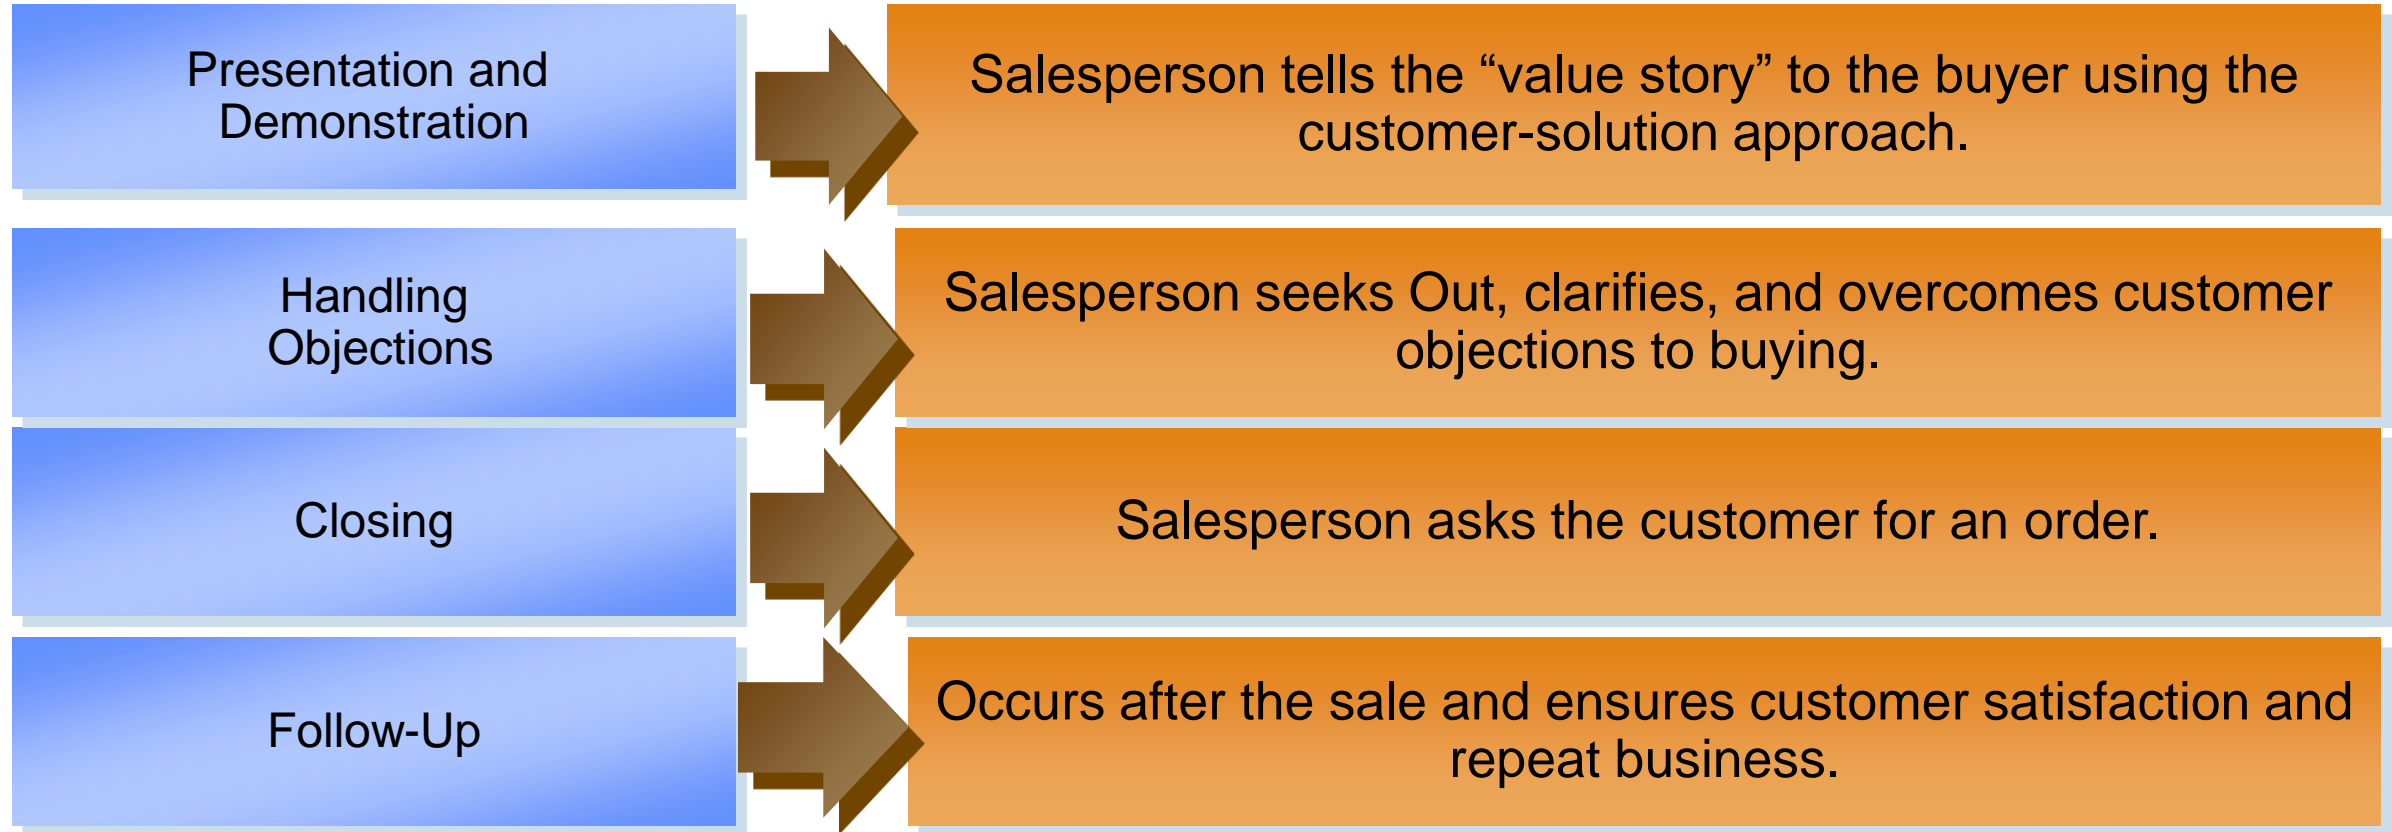 Presentation and
Demonstration
Salesperson tells the “value story” to the buyer using the
customer-solution approach.
Handling
Objections
Salesperson seeks Out, clarifies, and overcomes customer
objections to buying.
Closing
Salesperson asks the customer for an order.
Follow-Up
Occurs after the sale and ensures customer satisfaction and
repeat business.